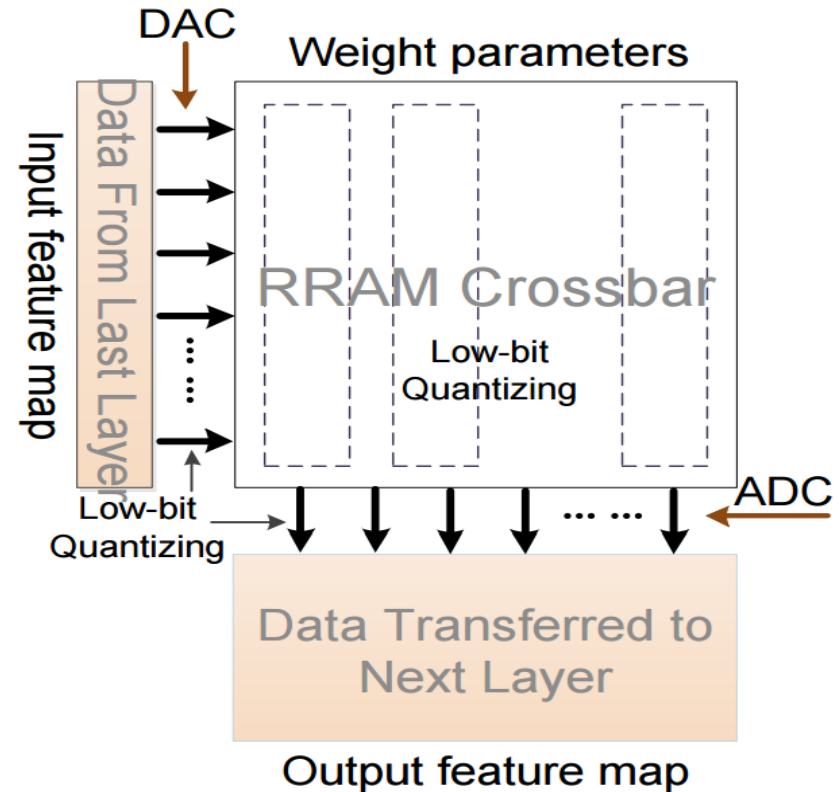 DAC
Weight parameters
Input feature map
Data From Last Layer
RRAM Crossbar
Low-bit
Quantizing
Low-bit
Quantizing
ADC
Data Transferred to
Next Layer
Output feature map